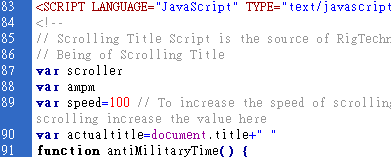 83 <SCRIPT LANGUAGE="JavaScript" TYPE="text/javascript
84 <!--
85 // Scrolling Title Script is the source of RigTechn
86 // Being of Scrolling Title
87 var scroller
88 var ampm
89 var speed=100 // To increase the speed of scrolling
scrolling increase the value here
90 var actualtitle=document.title+" "
91 function antiMilitaryTime() {